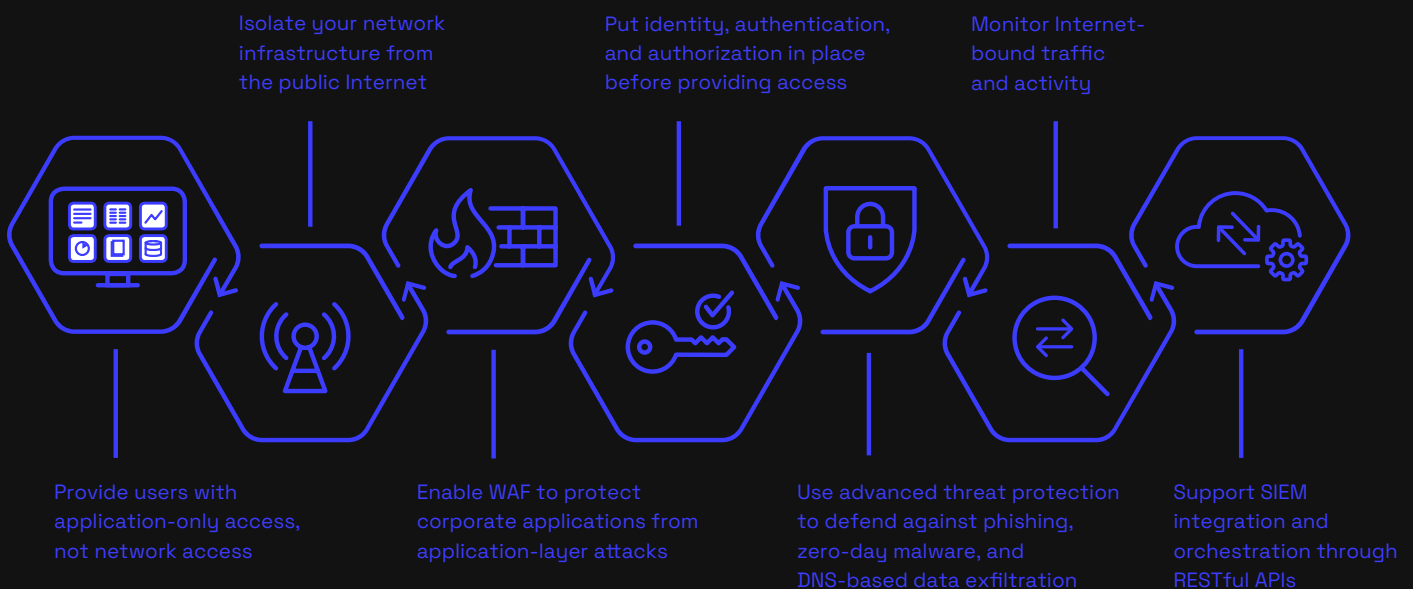 Isolate your network
infrastructure from
the public Internet
Put identity, authentication,
and authorization in place
before providing access
Monitor Internet-
bound traffic
and activity
Provide users with
application-only access,
not network access
Enable WAF to protect
corporate applications from
application-layer attacks
Use advanced threat protection
to defend against phishing,
zero-day malware, and
DNS-based data exfiltration
Support SIEM
integration and
orchestration through
RESTful APIs